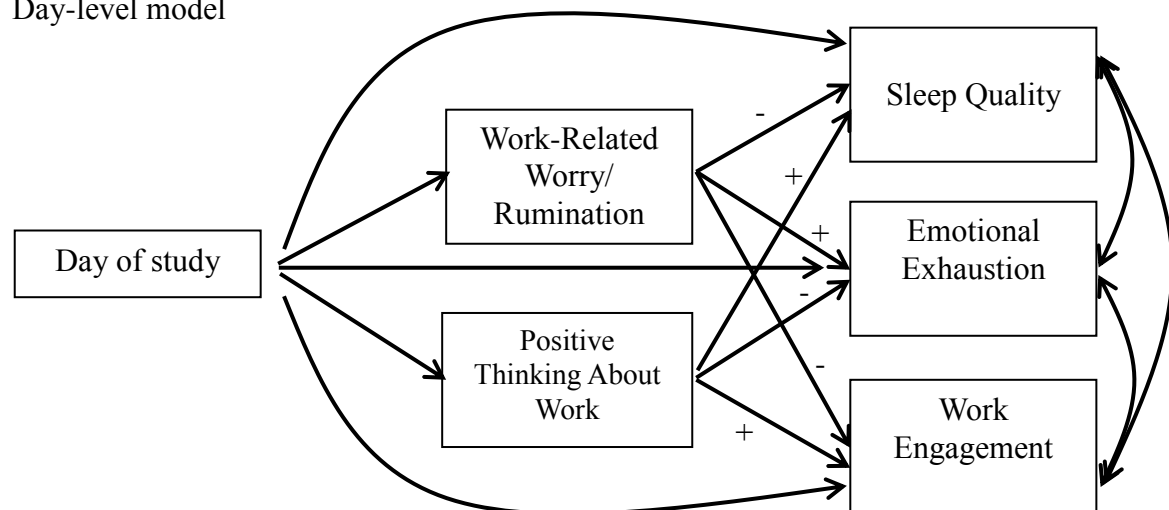 Day-level model
Sleep Quality
-
Work-Related
Worry/
Rumination
+
+
Emotional
Exhaustion
Day of study
-
Positive
Thinking About
Work
-
+
Work
Engagement